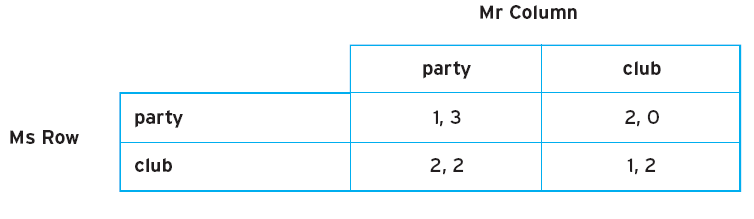 Mr Column
party club
party 1, 3 2, 0
Ms Row
club 2, 2 1, 2